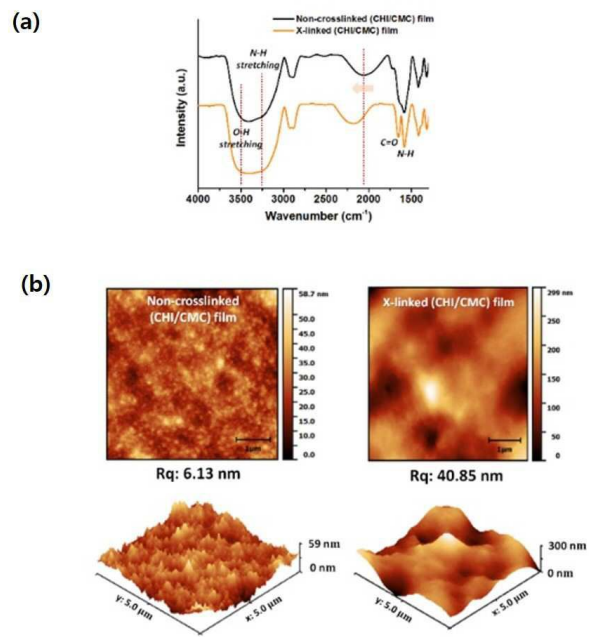 (a)
Non-crosslinked (CHI/CMC) film
X-linked (CHI/CMC) film
N-H
stretching
O-H
stretching
C=O
N-H
Intensity (a.u.)
4000 3500 3000 2500 2000 1500
Wavenumber (cm⁻¹)
(b)
Non-crosslinked
(CHI/CMC) film
58.7 nm
50.0
45.0
40.0
35.0
30.0
25.0
20.0
15.0
10.0
0.0
Rq: 6.13 nm
X-linked (CHI/CMC) film
299 nm
250
200
150
100
50
0
1µm
Rq: 40.85 nm
59 nm
0 nm
y: 5.0 µm
x: 5.0 µm
300 nm
0 nm
y: 5.0 µm
x: 5.0 µm